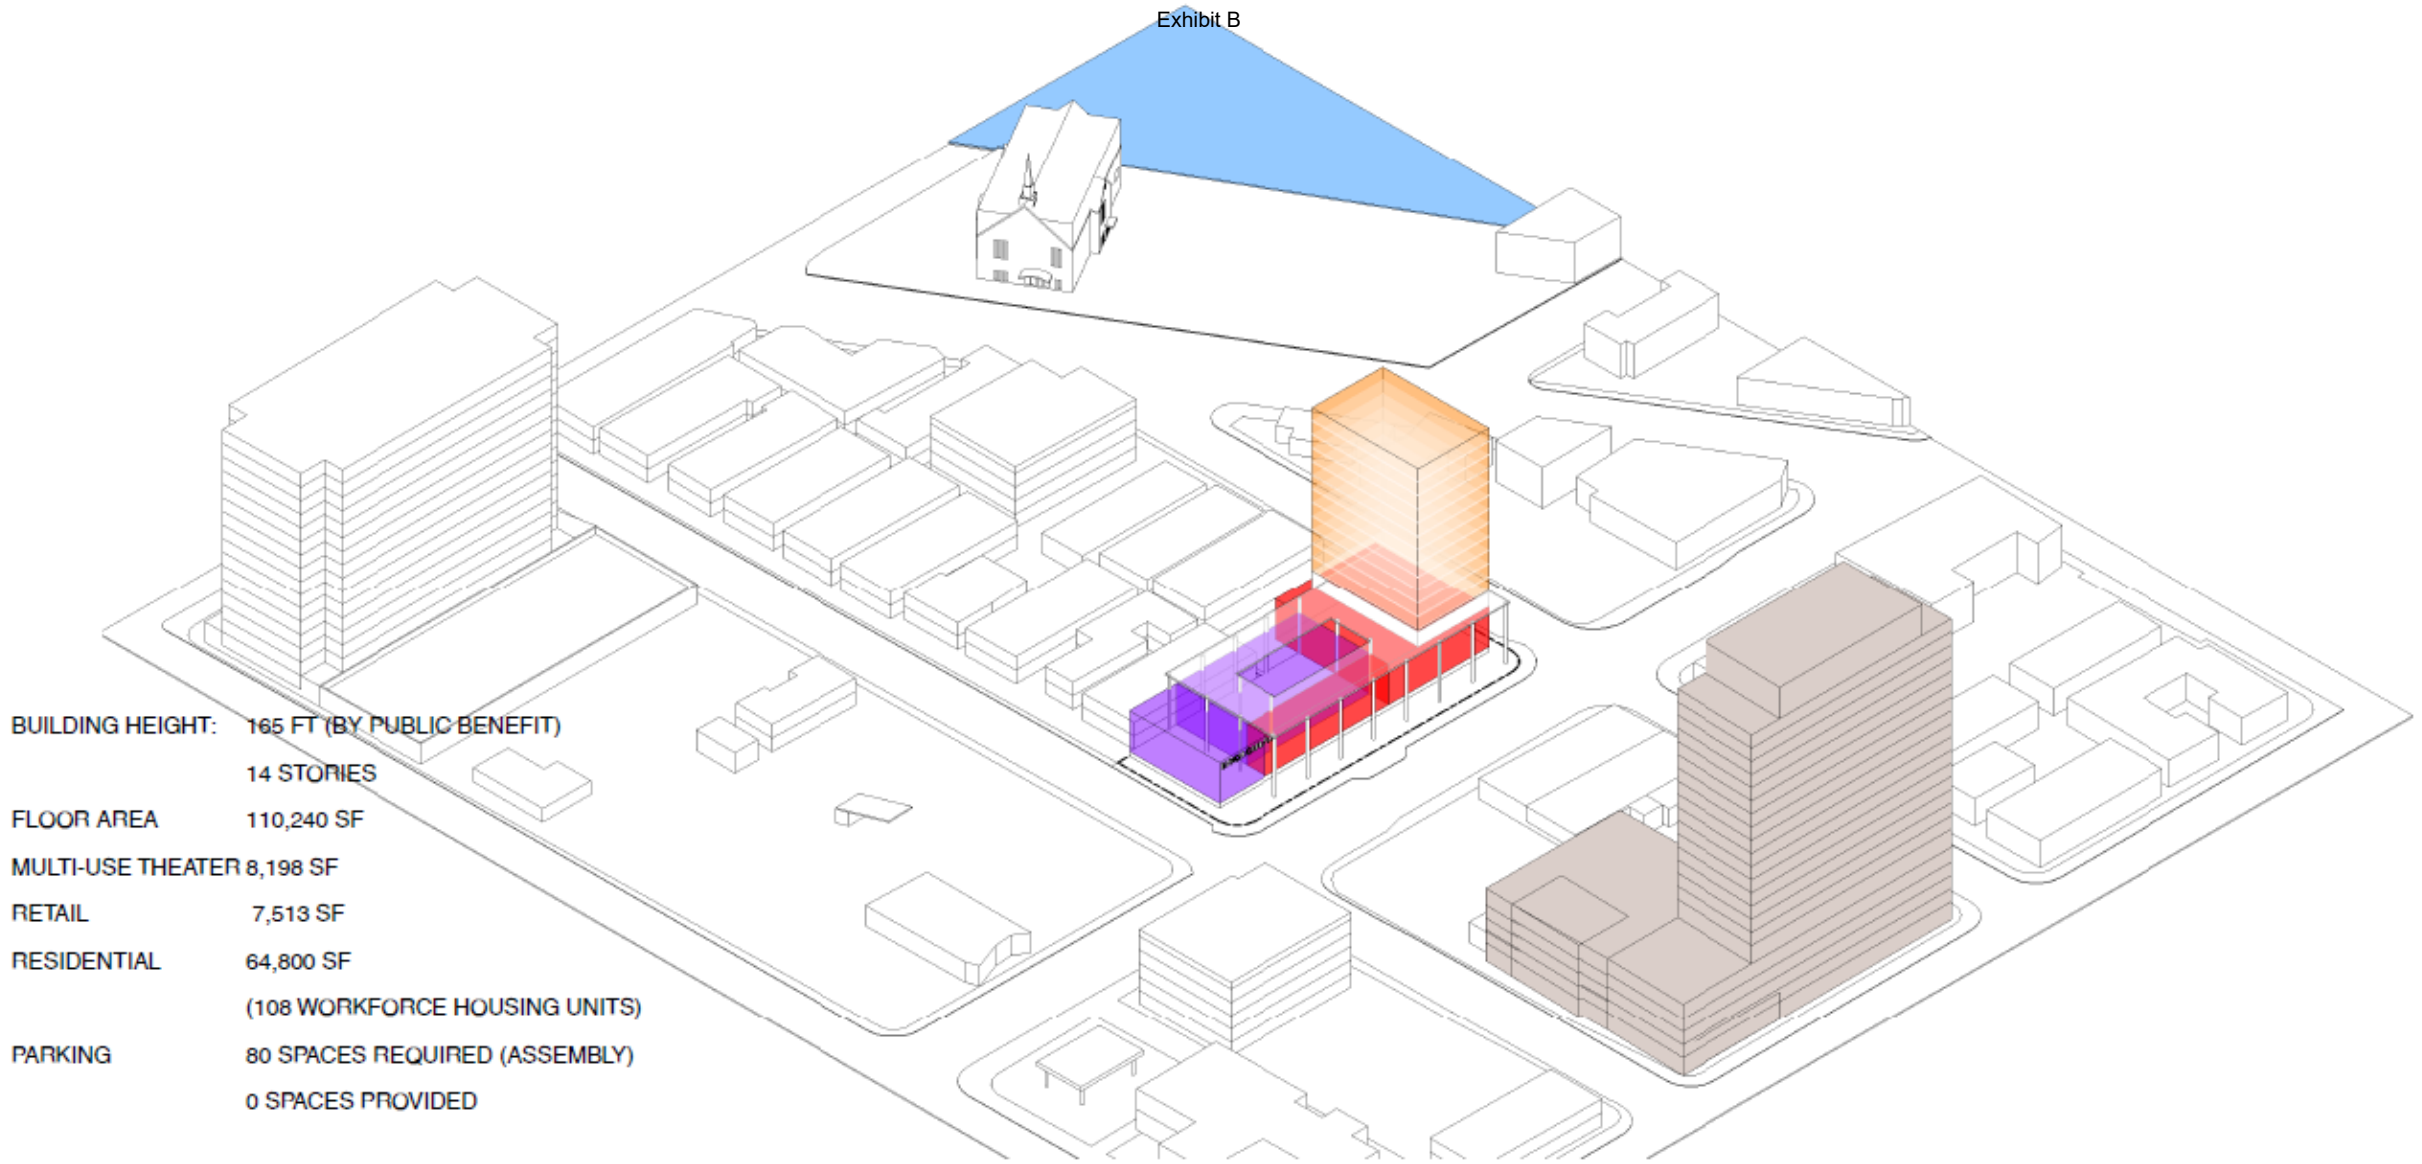 Exhibit B
BUILDING HEIGHT: 165 FT (BY PUBLIC BENEFIT)
14 STORIES
FLOOR AREA 110,240 SF
MULTI-USE THEATER 8,198 SF
RETAIL 7,513 SF
RESIDENTIAL 64,800 SF
(108 WORKFORCE HOUSING UNITS)
PARKING 80 SPACES REQUIRED (ASSEMBLY)
0 SPACES PROVIDED